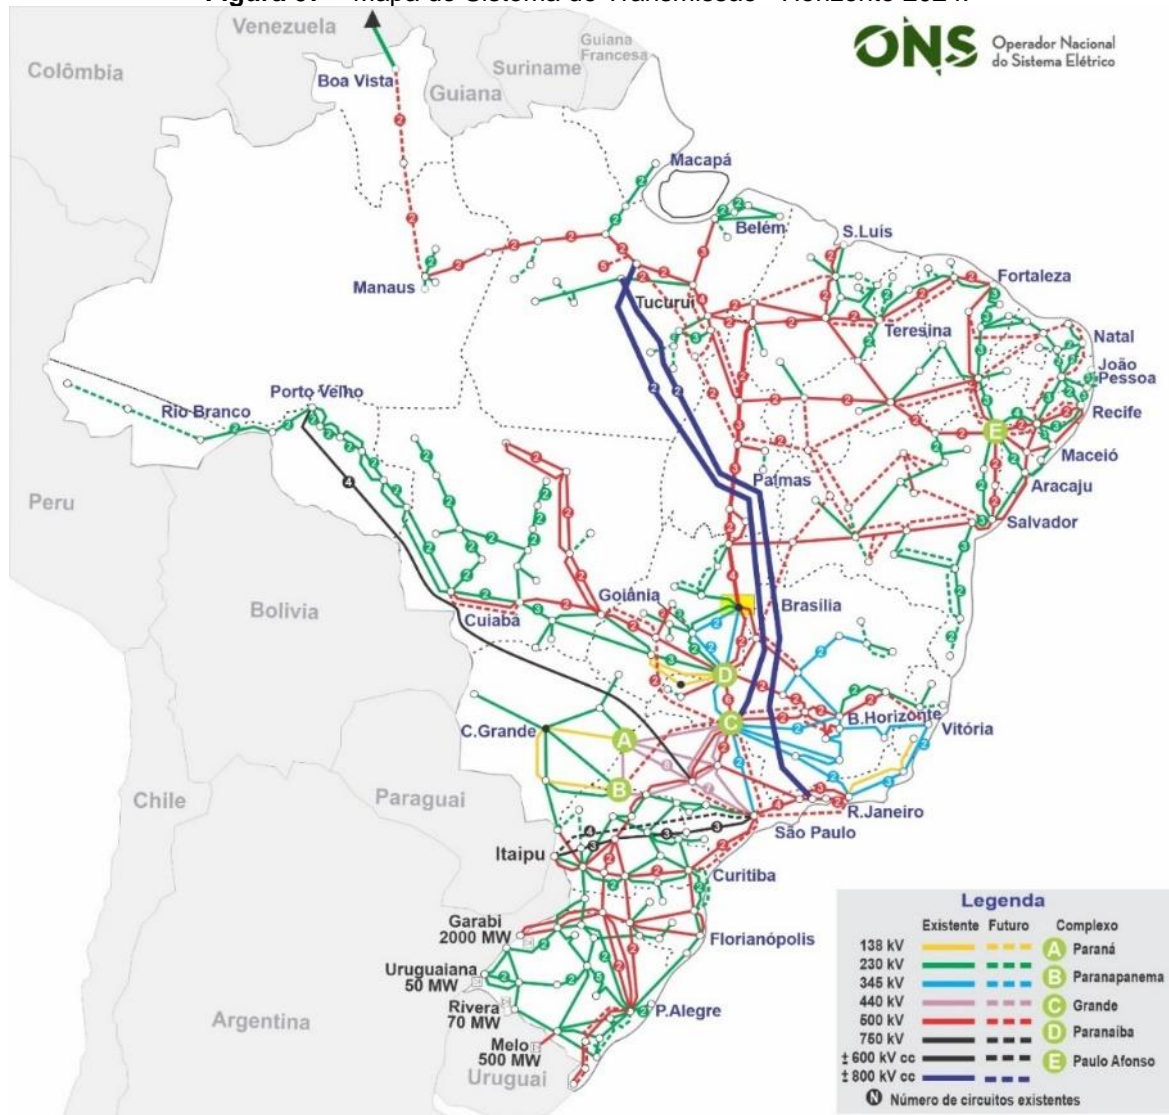 Figura 37 - Mapa do Sistema de Transmissão - Horizonte 2024.
ONS
Operador Nacional
do Sistema Elétrico
Venezuela
Colômbia
Boa Vista
Guiana
Suriname
Guiana
Francesa
Macapá
Belém
S.Luís
Manaus
Fortaleza
Tucuruí
Teresina
Natal
João
Pessoa
Porto Velho
Rio Branco
Recife
Maceió
E
Peru
Palmas
Aracaju
Salvador
Bolivia
Cuiabá
Goiânia
Brasília
D
C.Grande
A
B
C
B.Horizonte
Vitória
Chile
Paraguai
R.Janeiro
São Paulo
Itaipu
Curitiba
Garabi
2000 MW
Florianópolis
Uruguaiana
50 MW
Rivera
70 MW
P.Alegre
Melo
500 MW
Argentina
Uruguai
Legenda
Existente Futuro Complexo
138 kV A Paraná
230 kV B Paranapanema
345 kV
440 kV C Grande
500 kV D Paranaiba
750 kV
± 600 kV cc E Paulo Afonso
± 800 kV cc
N Número de circuitos existentes